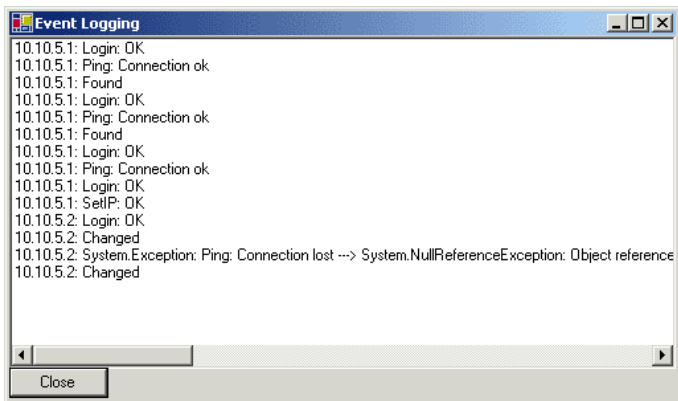 Event Logging
10.10.5.1: Login: OK
10.10.5.1: Ping: Connection ok
10.10.5.1: Found
10.10.5.1: Login: OK
10.10.5.1: Ping: Connection ok
10.10.5.1: Found
10.10.5.1: Login: OK
10.10.5.1: Ping: Connection ok
10.10.5.1: Login: OK
10.10.5.1: SetIP: OK
10.10.5.2: Login: OK
10.10.5.2: Changed
10.10.5.2: System.Exception: Ping: Connection lost ---> System.NullReferenceException: Object reference
10.10.5.2: Changed
Close